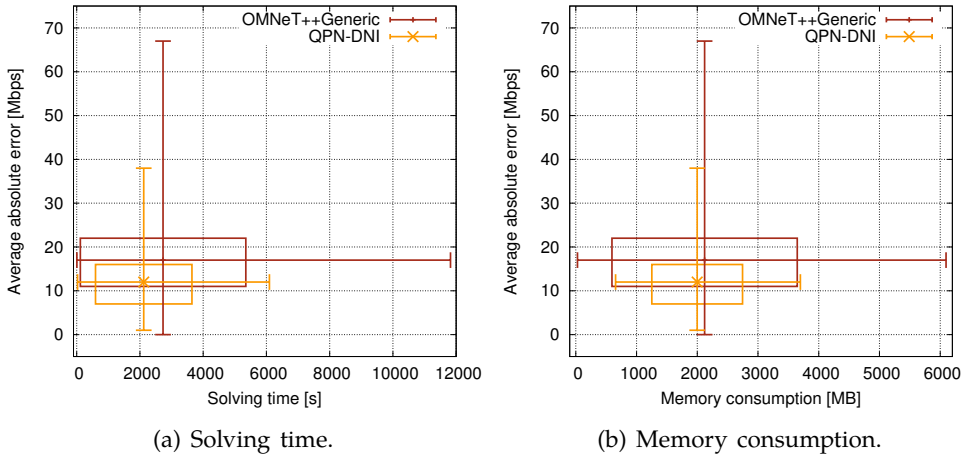 OMNeT++Generic
QPN-DNI
Average absolute error [Mbps]
70
60
50
40
30
20
10
0
0 2000 4000 6000 8000 10000 12000
Solving time [s]
(a) Solving time.
OMNeT++Generic
QPN-DNI
Average absolute error [Mbps]
70
60
50
40
30
20
10
0
0 1000 2000 3000 4000 5000 6000
Memory consumption [MB]
(b) Memory consumption.